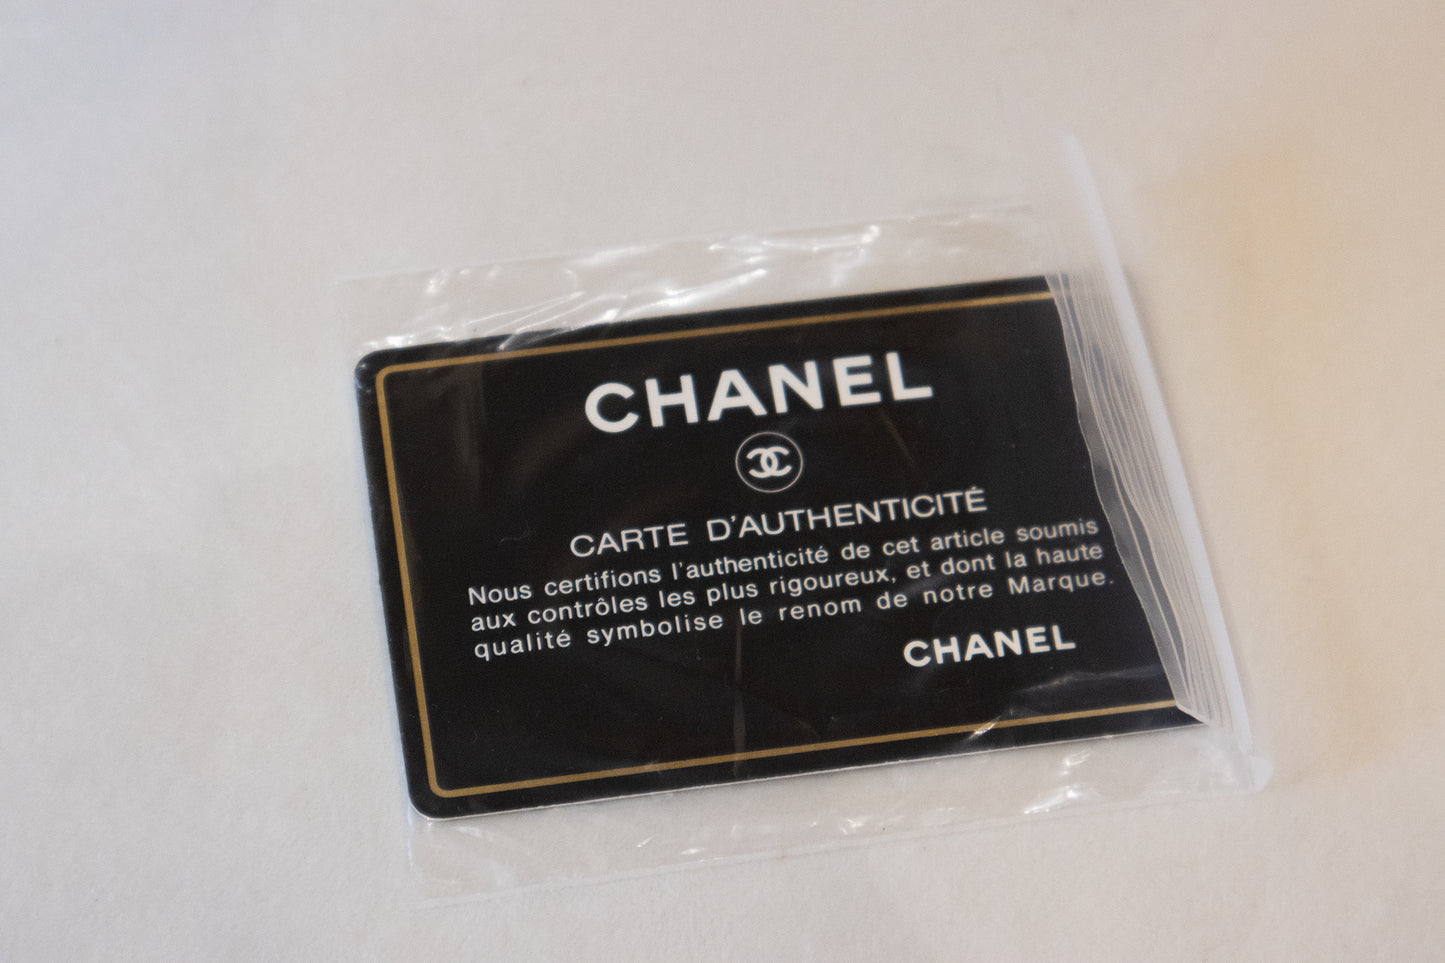 CHANEL
CARTE D'AUTHENTICITÉ
Nous certifions l'authenticité de cet article soumis
aux contrôles les plus rigoureux, et dont la haute
qualité symbolise le renom de notre Marque.
CHANEL